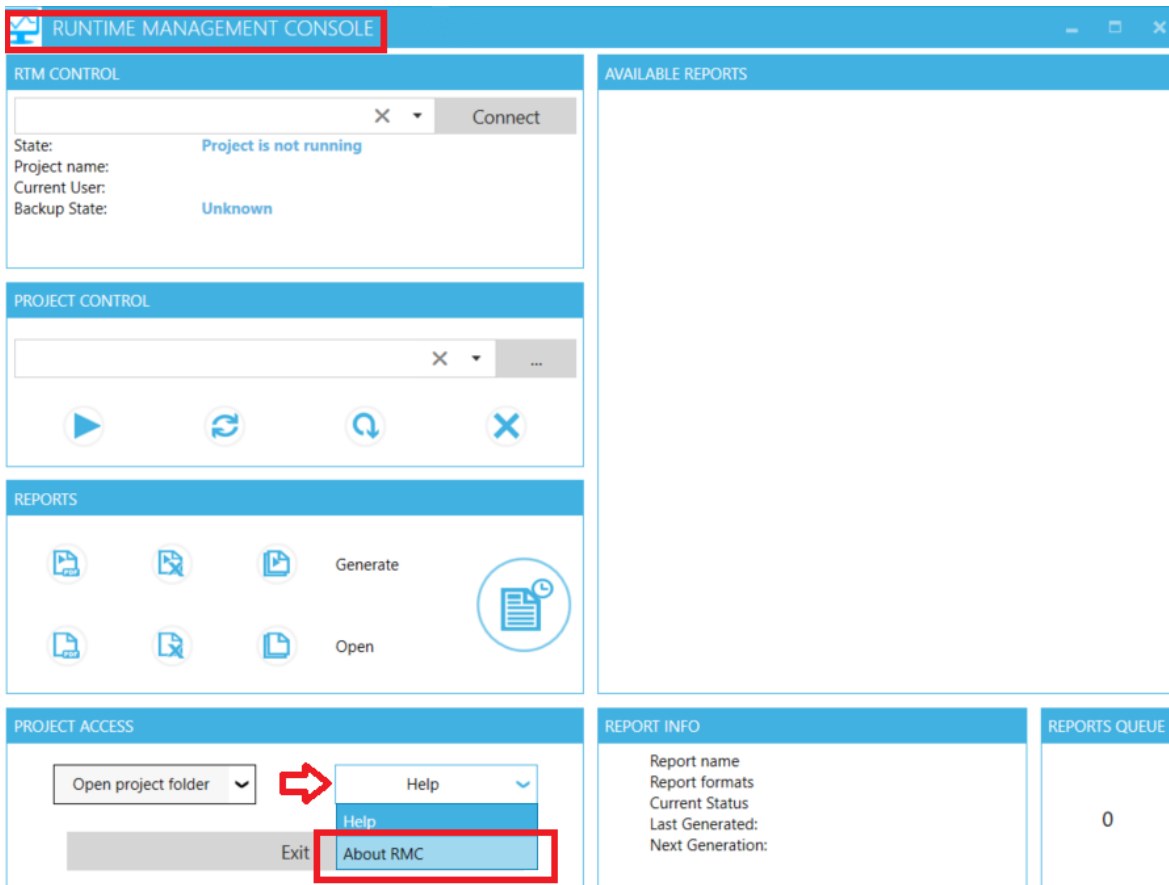 RUNTIME MANAGEMENT CONSOLE
RTM CONTROL
Connect
State: Project is not running
Project name:
Current User:
Backup State: Unknown
PROJECT CONTROL
...
REPORTS
Generate
Open
PROJECT ACCESS
Open project folder
Help
Help
About RMC
Exit
AVAILABLE REPORTS
REPORT INFO
Report name
Report formats
Current Status
Last Generated:
Next Generation:
REPORTS QUEUE
0